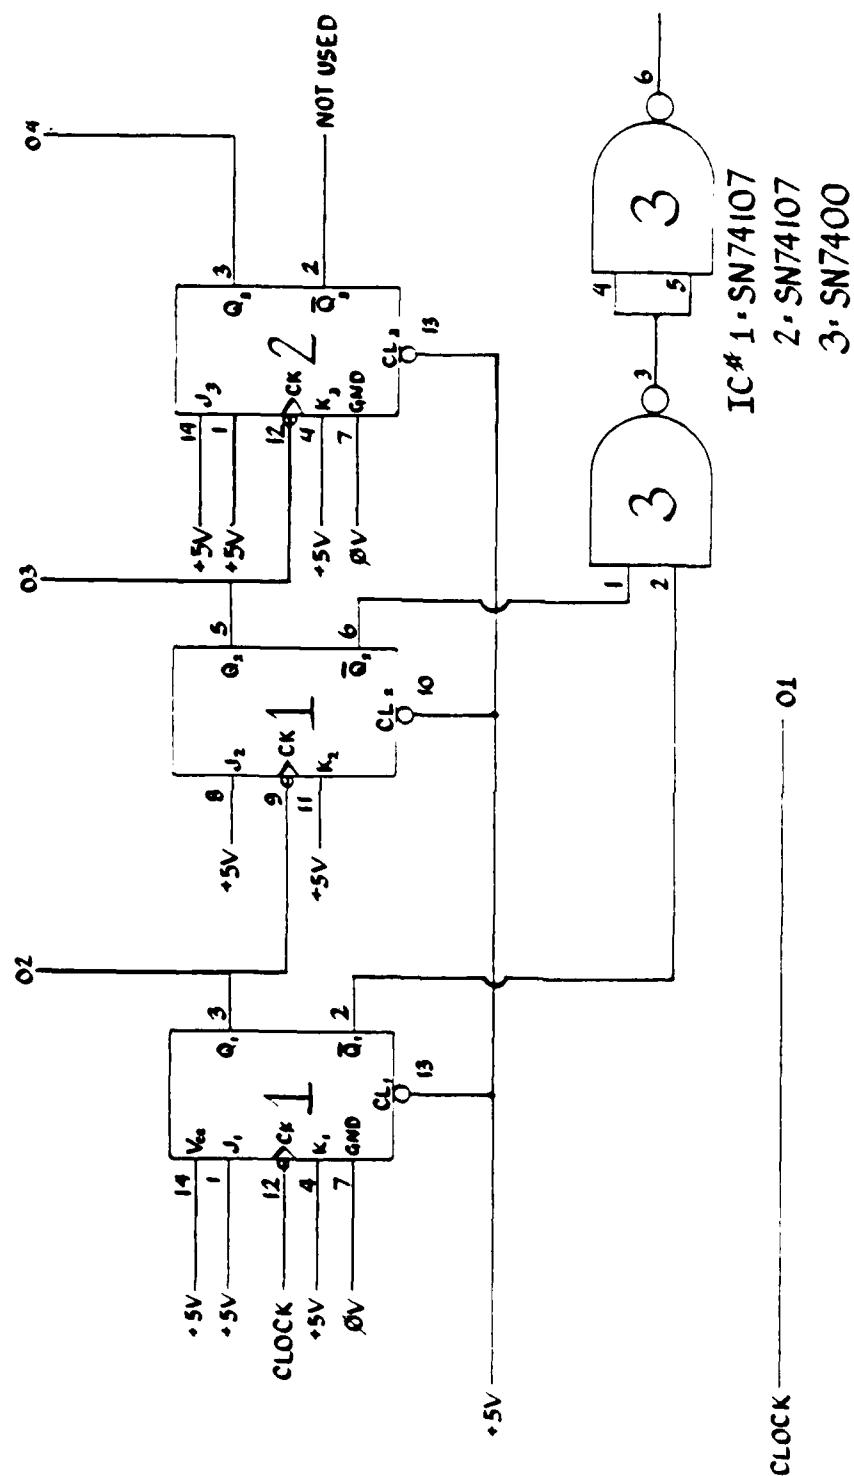 O2
O3
O4
+5V
14
Vcc
+5V
1
J₁
Q₁
3
CLOCK
12
CK
1
+5V
4
K₁
ØV
7
GND
Q̅₁
2
CL₁
13
+5V
8
J₂
Q₂
5
9
CK
1
+5V
11
K₂
Q̅₂
6
CL₂
10
+5V
14
J₃
+5V
1
Q₃
3
12
CK
2
+5V
4
K₃
ØV
7
GND
Q̅₃
2
NOT USED
CL₃
13
+5V
1
2
3
3
4
5
3
6
CLOCK
O1
IC# 1: SN74107
2: SN74107
3: SN7400